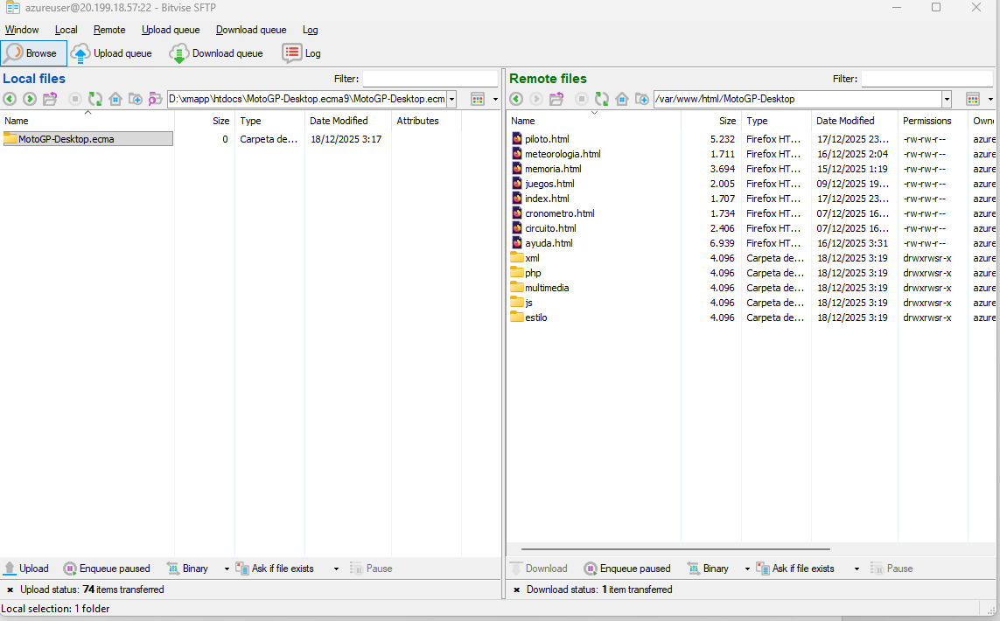 azureuser@20.199.18.57:22 - Bitvise SFTP
Window Local Remote Upload queue Download queue Log
Browse Upload queue Download queue Log
Local files Filter:
D:\xmapp\htdocs\MotoGP-Desktop.ecma9\MotoGP-Desktop.ecm
Name Size Type Date Modified Attributes
MotoGP-Desktop.ecma 0 Carpeta de... 18/12/2025 3:17
Upload Enqueue paused Binary Ask if file exists Pause
Upload status: 74 items transferred
Local selection: 1 folder
Remote files Filter:
/var/www/html/MotoGP-Desktop
Name Size Type Date Modified Permissions Owne
piloto.html 5.232 Firefox HT... 17/12/2025 23... -rw-rw-r-- azure
meteorologia.html 1.711 Firefox HT... 16/12/2025 2:04 -rw-rw-r-- azure
memoria.html 3.694 Firefox HT... 15/12/2025 1:19 -rw-rw-r-- azure
juegos.html 2.005 Firefox HT... 09/12/2025 19... -rw-rw-r-- azure
index.html 1.707 Firefox HT... 17/12/2025 23... -rw-rw-r-- azure
cronometro.html 1.734 Firefox HT... 07/12/2025 16... -rw-rw-r-- azure
circuito.html 2.406 Firefox HT... 07/12/2025 16... -rw-rw-r-- azure
ayuda.html 6.939 Firefox HT... 16/12/2025 3:31 -rw-rw-r-- azure
xml 4.096 Carpeta de... 18/12/2025 3:19 drwxrwsr-x azure
php 4.096 Carpeta de... 18/12/2025 3:19 drwxrwsr-x azure
multimedia 4.096 Carpeta de... 18/12/2025 3:19 drwxrwsr-x azure
js 4.096 Carpeta de... 18/12/2025 3:19 drwxrwsr-x azure
estilo 4.096 Carpeta de... 18/12/2025 3:19 drwxrwsr-x azure
Download Enqueue paused Binary Ask if file exists Pause
Download status: 1 item transferred